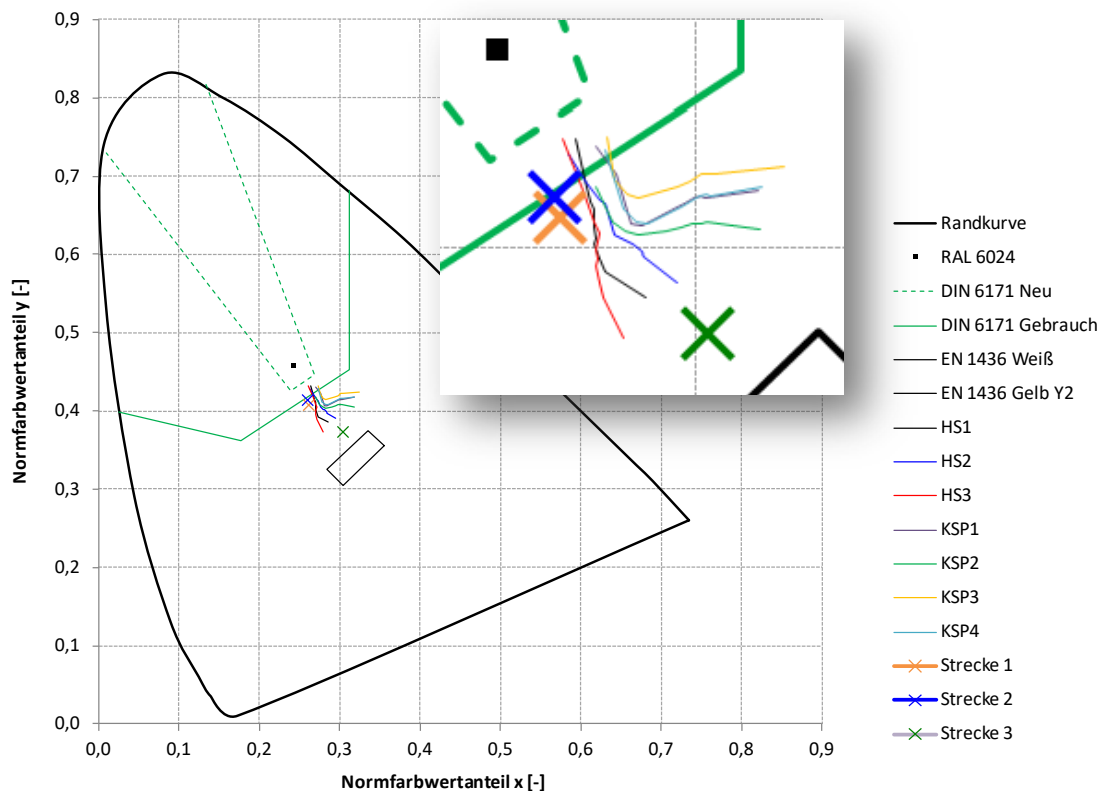 0,9
0,8
0,7
0,6
0,5
0,4
0,3
0,2
0,1
0,0
Normfarbwertanteil y [-]
0,0 0,1 0,2 0,3 0,4 0,5 0,6 0,7 0,8 0,9
Normfarbwertanteil x [-]
Randkurve
RAL 6024
DIN 6171 Neu
DIN 6171 Gebrauch
EN 1436 Weiß
EN 1436 Gelb Y2
HS1
HS2
HS3
KSP1
KSP2
KSP3
KSP4
Strecke 1
Strecke 2
Strecke 3